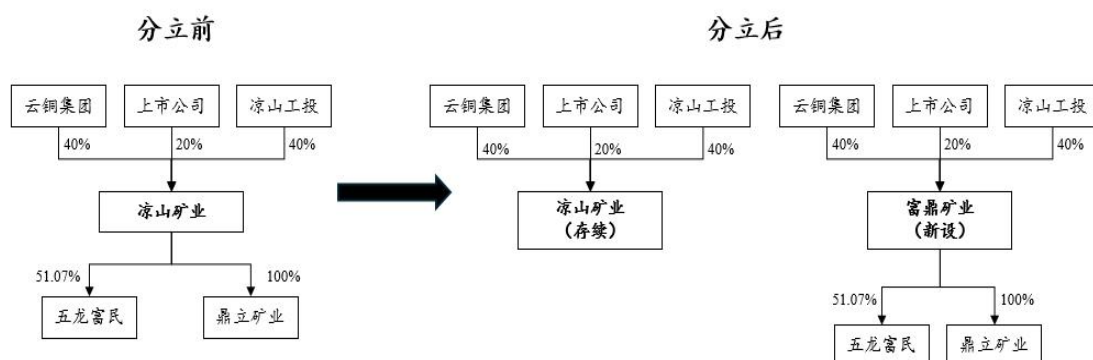 分立前
分立后
云铜集团
上市公司
凉山工投
40%
20%
40%
凉山矿业
51.07%
100%
五龙富民
鼎立矿业
云铜集团
上市公司
凉山工投
40%
20%
40%
凉山矿业
（存续）
云铜集团
上市公司
凉山工投
40%
20%
40%
富鼎矿业
（新设）
51.07%
100%
五龙富民
鼎立矿业